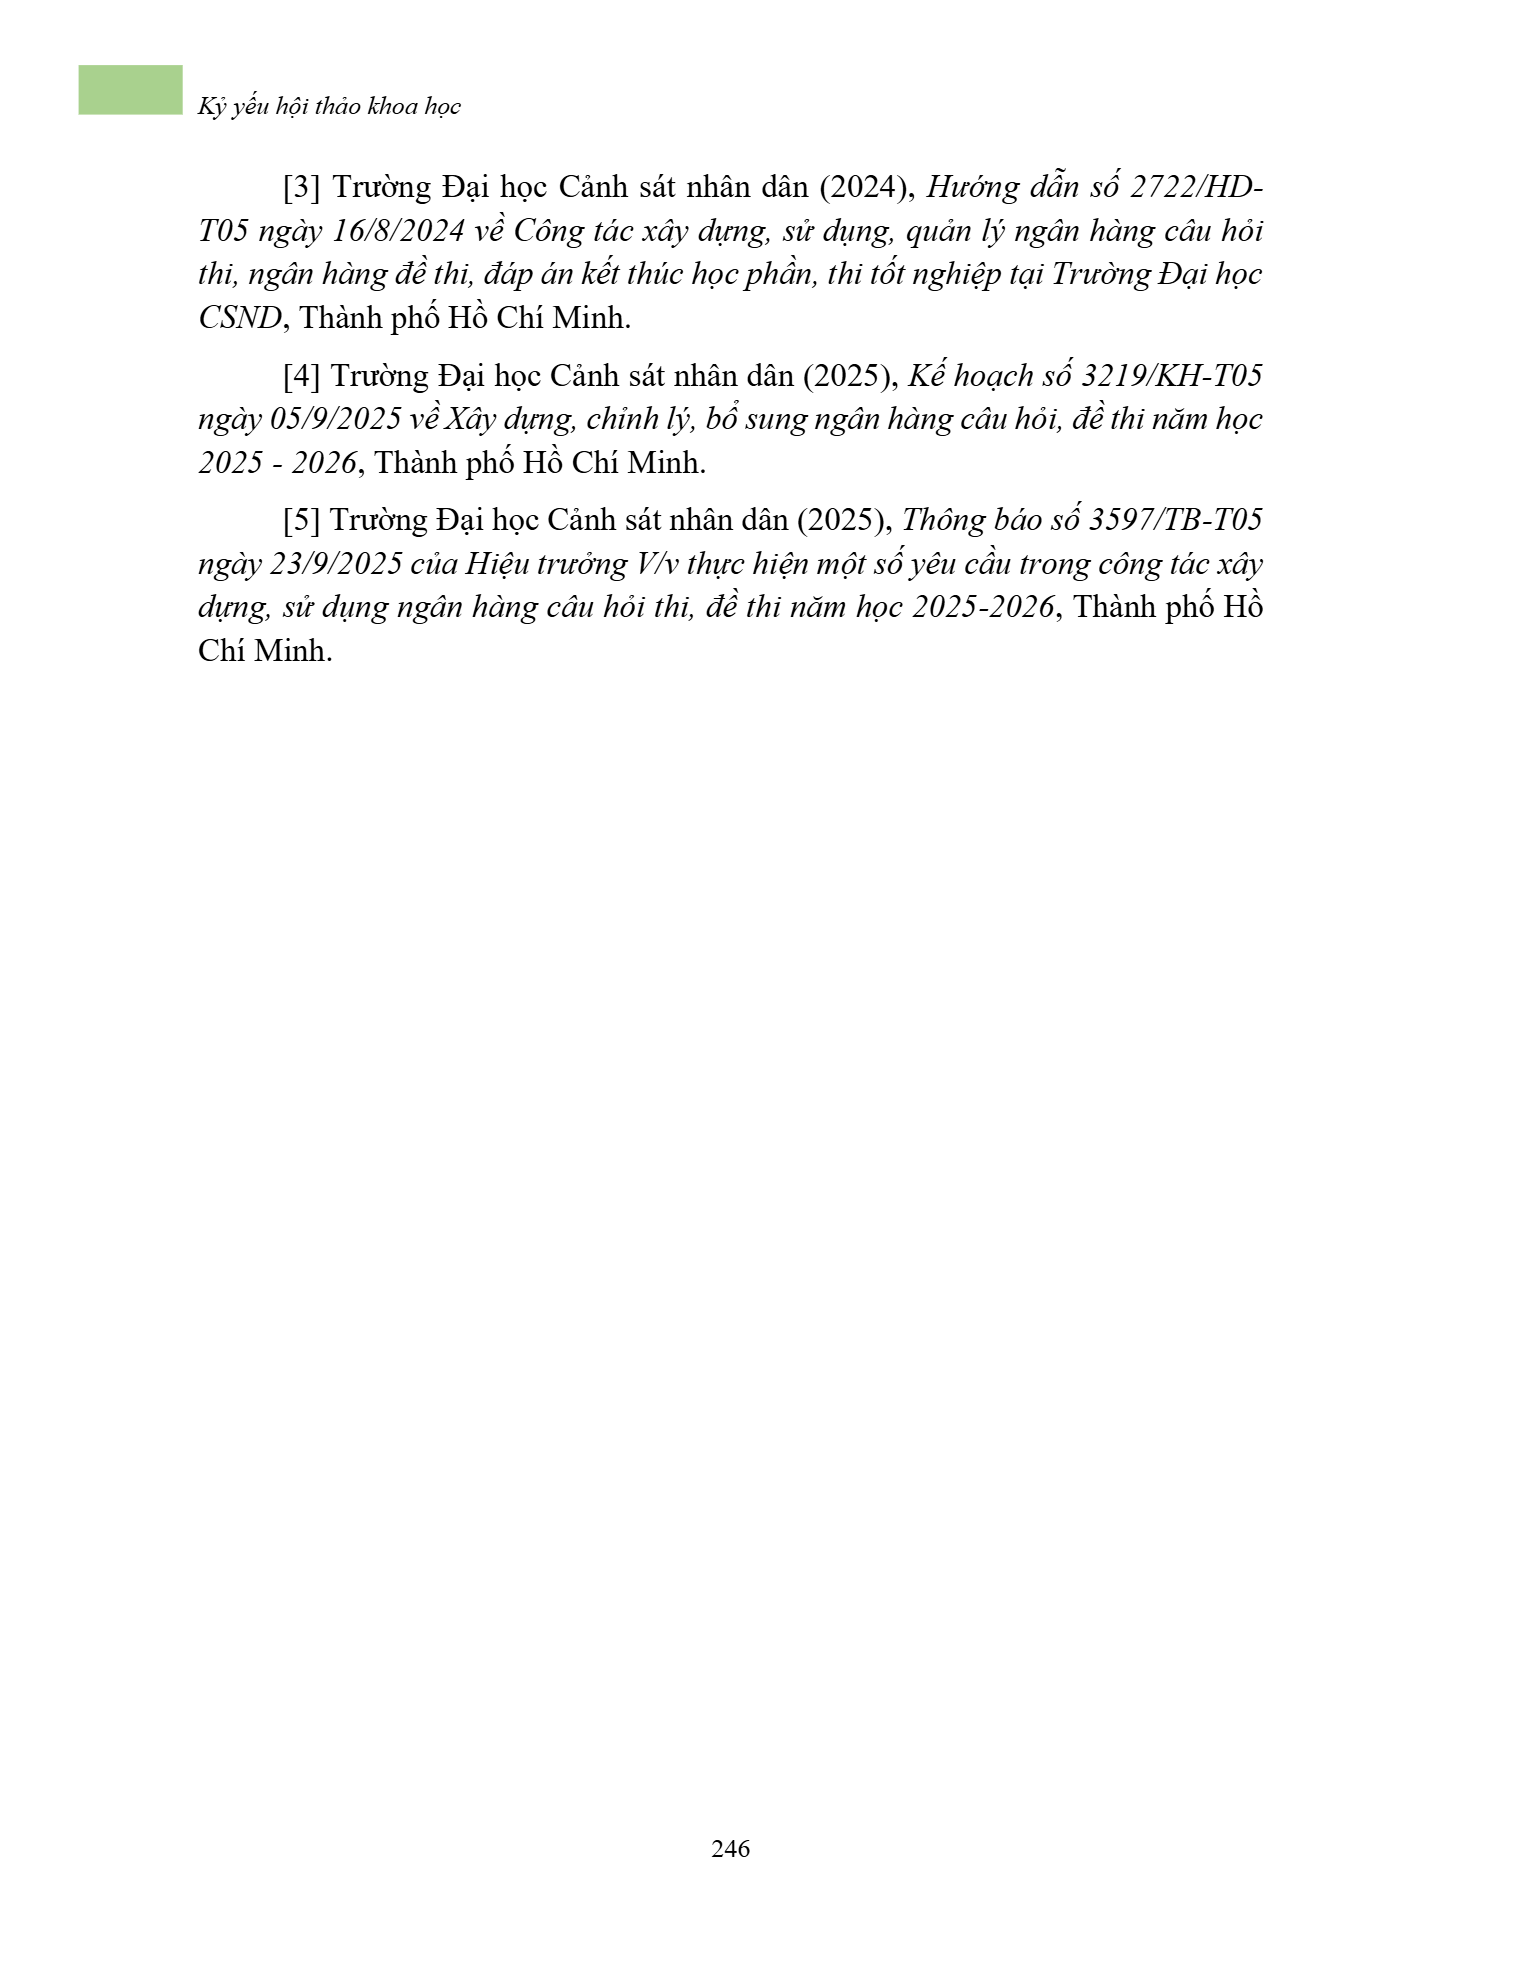 Kỷ yếu hội thảo khoa học
[3] Trường Đại học Cảnh sát nhân dân (2024), Hướng dẫn số 2722/HD-
T05 ngày 16/8/2024 về Công tác xây dựng, sử dụng, quản lý ngân hàng câu hỏi
thi, ngân hàng đề thi, đáp án kết thúc học phần, thi tốt nghiệp tại Trường Đại học
CSND, Thành phố Hồ Chí Minh.
[4] Trường Đại học Cảnh sát nhân dân (2025), Kế hoạch số 3219/KH-T05
ngày 05/9/2025 về Xây dựng, chỉnh lý, bổ sung ngân hàng câu hỏi, đề thi năm học
2025 - 2026, Thành phố Hồ Chí Minh.
[5] Trường Đại học Cảnh sát nhân dân (2025), Thông báo số 3597/TB-T05
ngày 23/9/2025 của Hiệu trưởng V/v thực hiện một số yêu cầu trong công tác xây
dựng, sử dụng ngân hàng câu hỏi thi, đề thi năm học 2025-2026, Thành phố Hồ
Chí Minh.
246